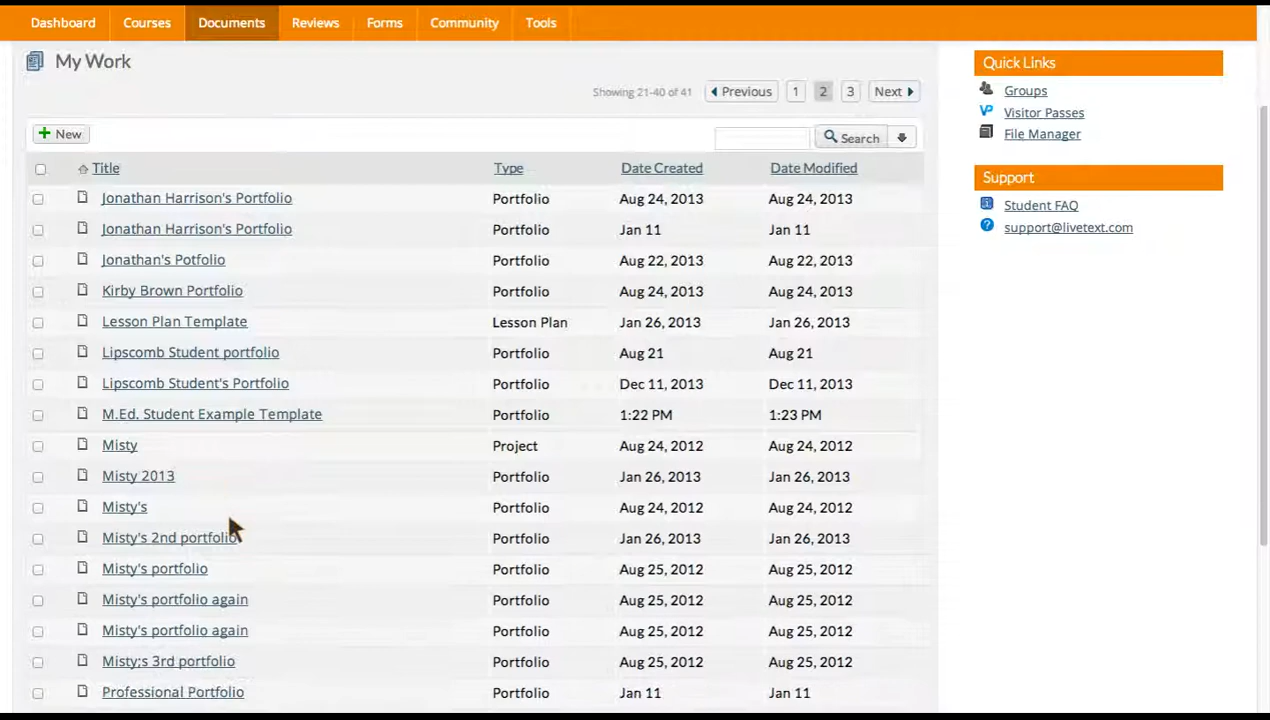 Dashboard Courses Documents Reviews Forms Community Tools
My Work
Showing 21-40 of 41 Previous 1 2 3 Next
New Search
Title Type Date Created Date Modified
Jonathan Harrison's Portfolio Portfolio Aug 24, 2013 Aug 24, 2013
Jonathan Harrison's Portfolio Portfolio Jan 11 Jan 11
Jonathan's Potfolio Portfolio Aug 22, 2013 Aug 22, 2013
Kirby Brown Portfolio Portfolio Aug 24, 2013 Aug 24, 2013
Lesson Plan Template Lesson Plan Jan 26, 2013 Jan 26, 2013
Lipscomb Student portfolio Portfolio Aug 21 Aug 21
Lipscomb Student's Portfolio Portfolio Dec 11, 2013 Dec 11, 2013
M.Ed. Student Example Template Portfolio 1:22 PM 1:23 PM
Misty Project Aug 24, 2012 Aug 24, 2012
Misty 2013 Portfolio Jan 26, 2013 Jan 26, 2013
Misty's Portfolio Aug 24, 2012 Aug 24, 2012
Misty's 2nd portfolio Portfolio Jan 26, 2013 Jan 26, 2013
Misty's portfolio Portfolio Aug 25, 2012 Aug 25, 2012
Misty's portfolio again Portfolio Aug 25, 2012 Aug 25, 2012
Misty's portfolio again Portfolio Aug 25, 2012 Aug 25, 2012
Misty;s 3rd portfolio Portfolio Aug 25, 2012 Aug 25, 2012
Professional Portfolio Portfolio Jan 11 Jan 11
Quick Links
Groups
VP Visitor Passes
File Manager
Support
Student FAQ
support@livetext.com